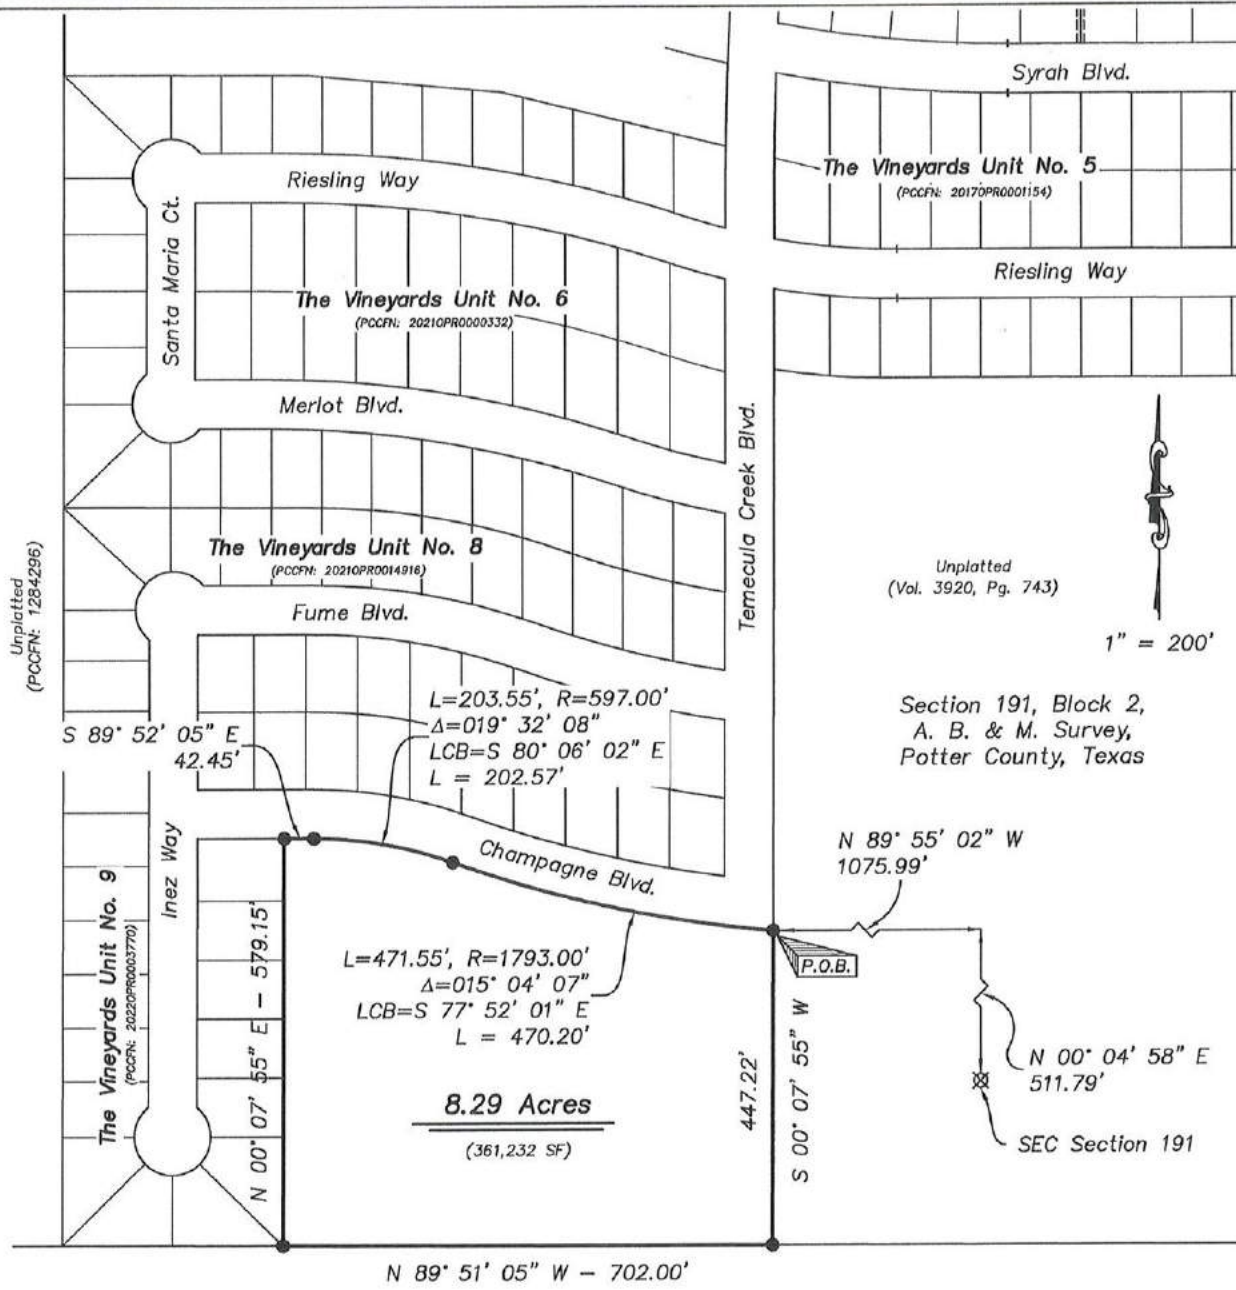 Syrah Blvd.
The Vineyards Unit No. 5
(PCCFN: 2017OPR0001154)
Riesling Way
Riesling Way
Santa Maria Ct.
The Vineyards Unit No. 6
(PCCFN: 2021OPR0000332)
Merlot Blvd.
Temecula Creek Blvd.
The Vineyards Unit No. 8
(PCCFN: 2021OPR0014916)
Fume Blvd.
Unplatted
(PCCFN: 1284296)
Unplatted
(Vol. 3920, Pg. 743)
1" = 200'
Section 191, Block 2,
A. B. & M. Survey,
Potter County, Texas
S 89° 52' 05" E
42.45'
L=203.55', R=597.00'
Δ=019° 32' 08"
LCB=S 80° 06' 02" E
L = 202.57'
Champagne Blvd.
Inez Way
The Vineyards Unit No. 9
(PCCFN: 2022OPR0003770)
N 89° 55' 02" W
1075.99'
P.O.B.
L=471.55', R=1793.00'
Δ=015° 04' 07"
LCB=S 77° 52' 01" E
L = 470.20'
N 00° 07' 55" E - 579.15'
8.29 Acres
(361,232 SF)
447.22'
S 00° 07' 55" W
N 00° 04' 58" E
511.79'
SEC Section 191
N 89° 51' 05" W - 702.00'